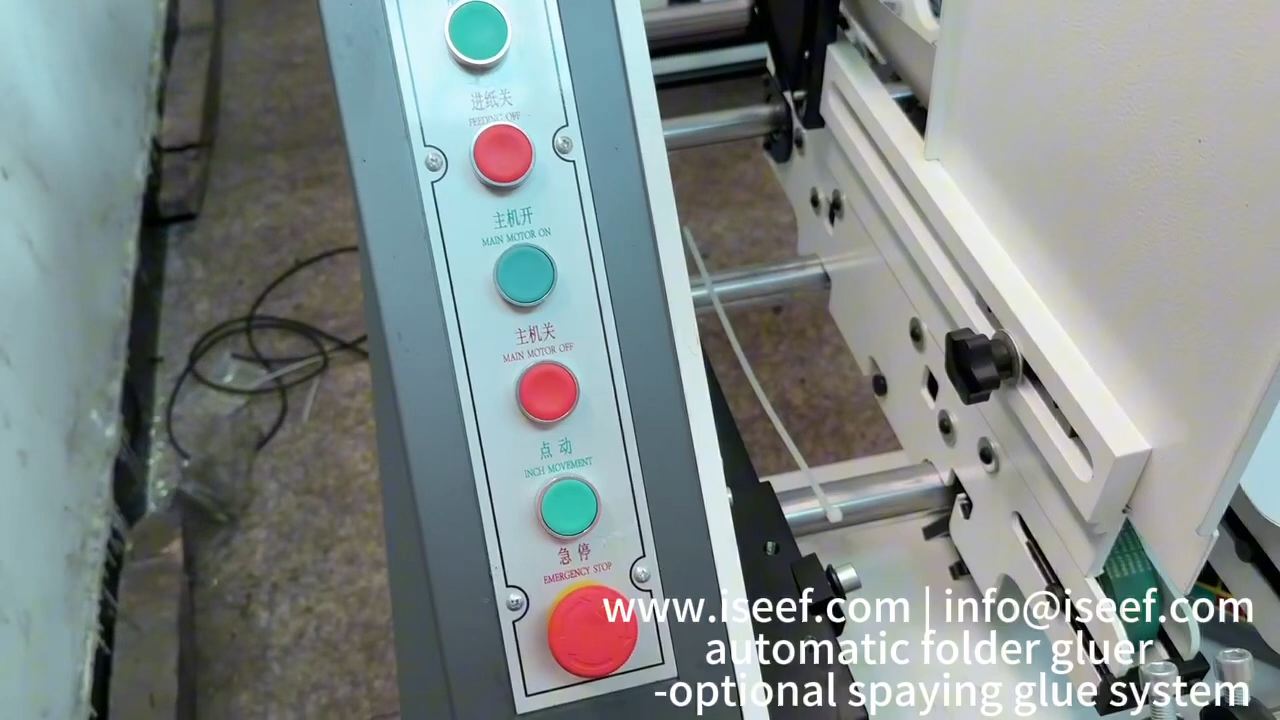 进纸关
FEEDING OFF
主机开
MAIN MOTOR ON
主机关
MAIN MOTOR OFF
点动
INCH MOVEMENT
急停
EMERGENCY STOP
www.iseef.com | info@iseef.com
automatic folder gluer
-optional spaying glue system